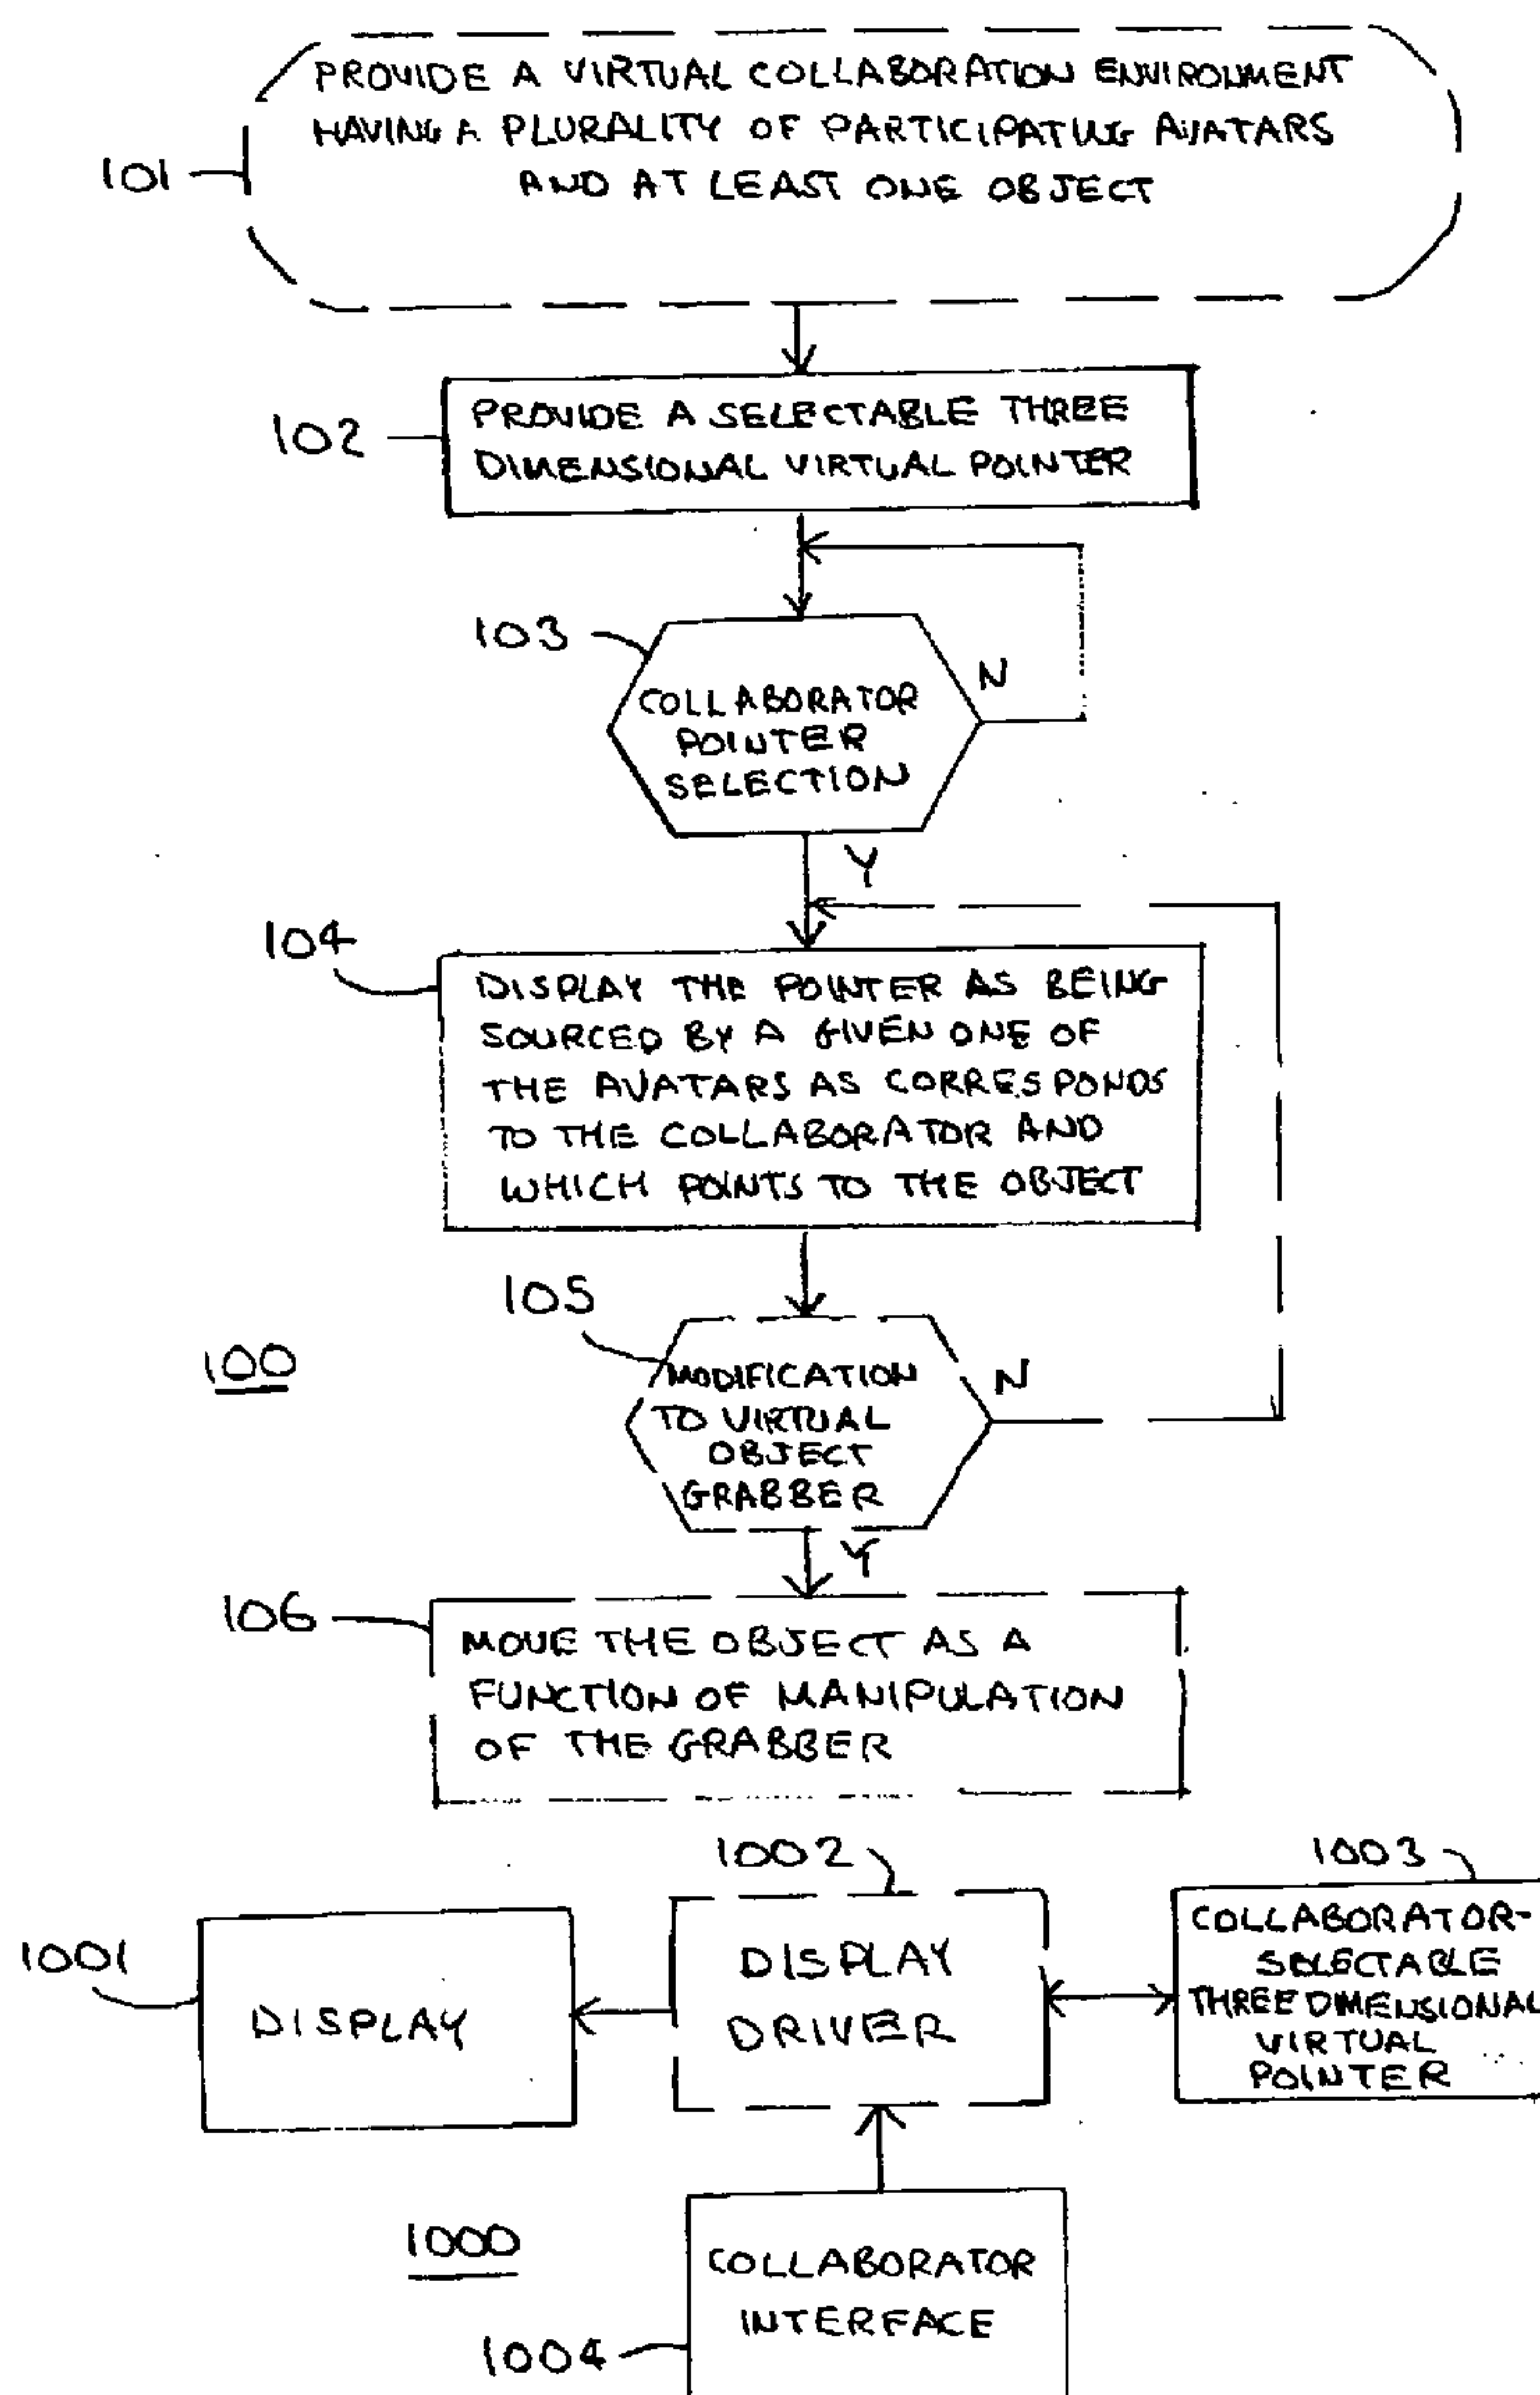 PROVIDE A VIRTUAL COLLABORATION ENVIRONMENT
HAVING A PLURALITY OF PARTICIPATING AVATARS
AND AT LEAST ONE OBJECT
101
PROVIDE A SELECTABLE THREE
DIMENSIONAL VIRTUAL POINTER
102
103
N
COLLABORATOR
POINTER
SELECTION
Y
104
DISPLAY THE POINTER AS BEING
SOURCED BY A GIVEN ONE OF
THE AVATARS AS CORRESPONDS
TO THE COLLABORATOR AND
WHICH POINTS TO THE OBJECT
105
100
MODIFICATION
TO VIRTUAL
OBJECT
GRABBER
N
Y
106
MOVE THE OBJECT AS A
FUNCTION OF MANIPULATION
OF THE GRABBER
1002
1003
1001
DISPLAY
DISPLAY
DRIVER
COLLABORATOR-
SELECTABLE
THREE DIMENSIONAL
VIRTUAL
POINTER
1000
COLLABORATOR
INTERFACE
1004